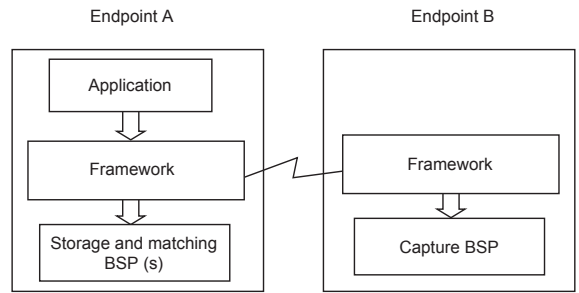 Endpoint A
Endpoint B
Application
Framework
Framework
Storage and matching
BSP (s)
Capture BSP